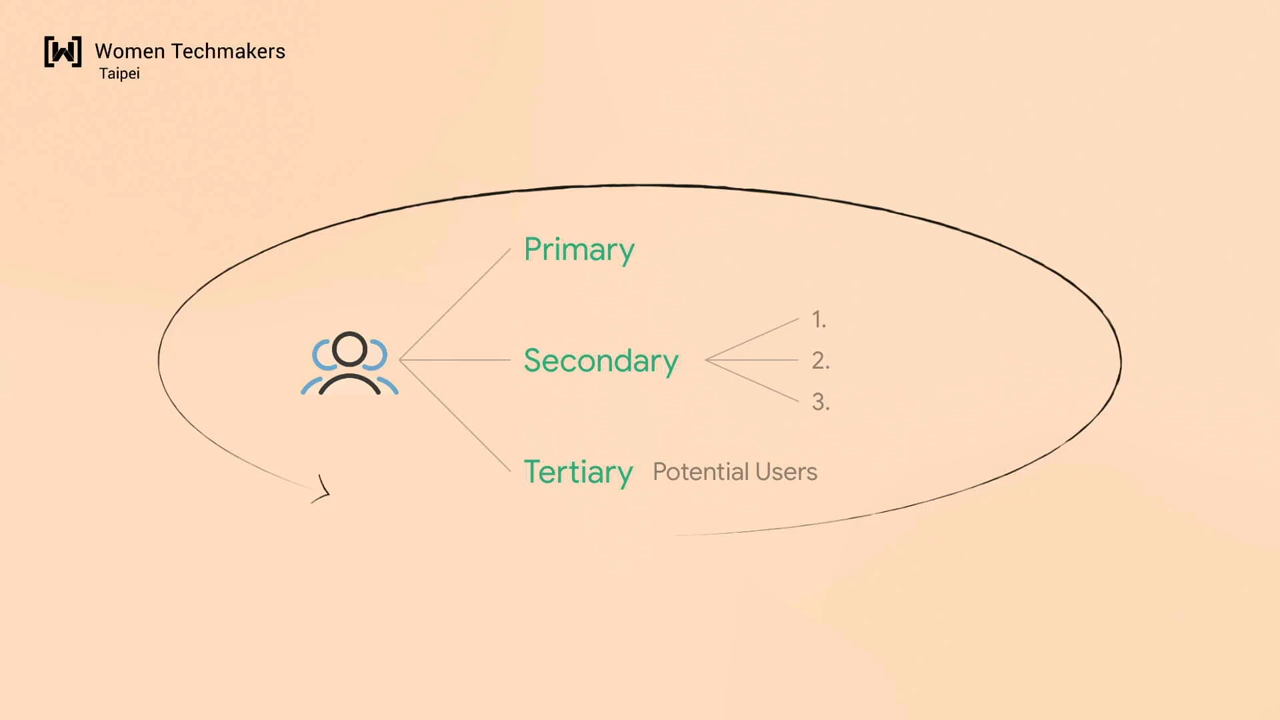 Women Techmakers
Taipei
Primary
1.
Secondary
2.
3.
Tertiary Potential Users